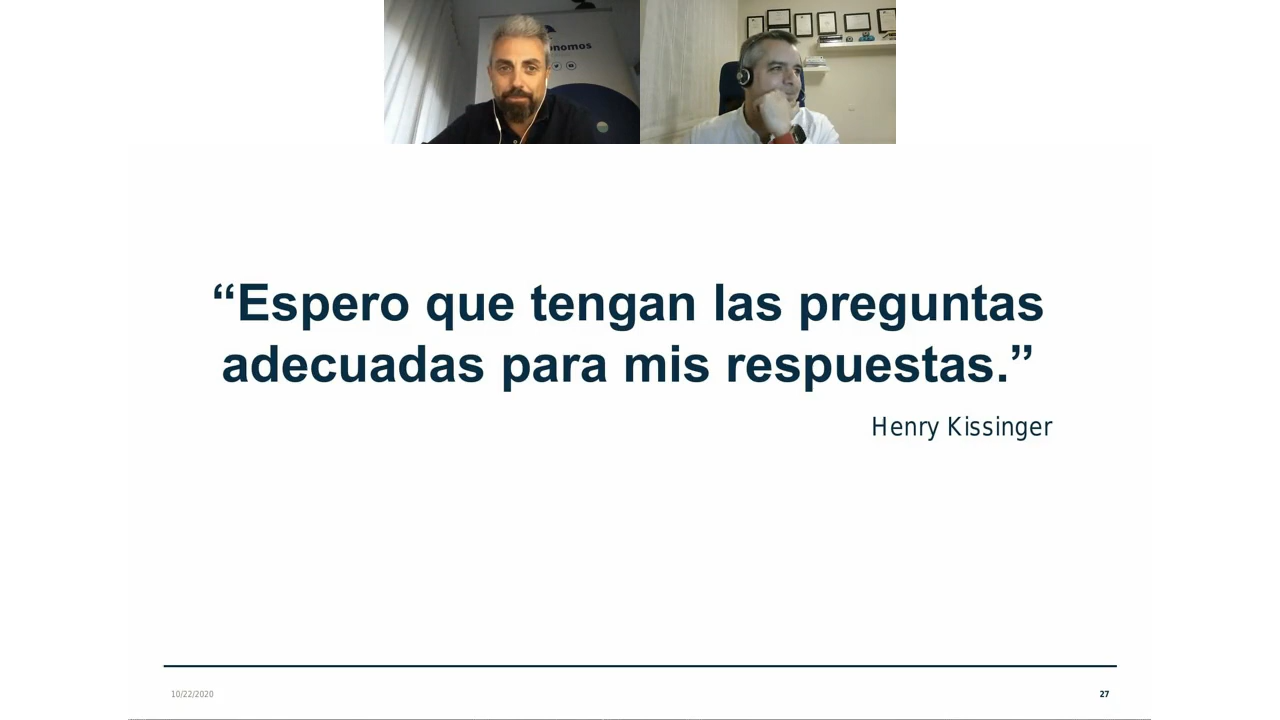 “Espero que tengan las preguntas
adecuadas para mis respuestas.”
Henry Kissinger
10/22/2020
27